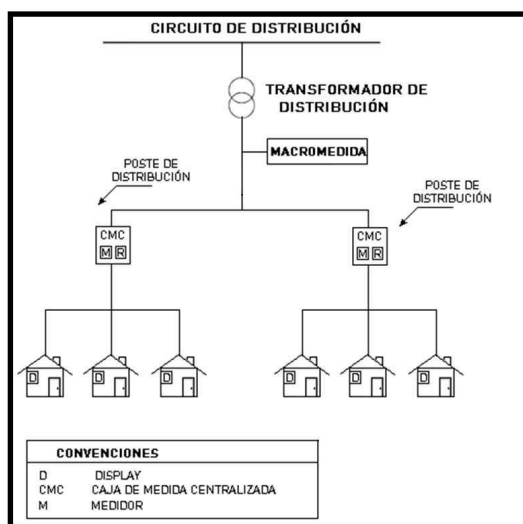 CIRCUITO DE DISTRIBUCIÓN
TRANSFORMADOR DE
DISTRIBUCIÓN
MACROMEDIDA
POSTE DE
DISTRIBUCIÓN
POSTE DE
DISTRIBUCIÓN
CMC
M R
CMC
M R
D D D D D D
CONVENCIONES
D DISPLAY
CMC CAJA DE MEDIDA CENTRALIZADA
M MEDIDOR